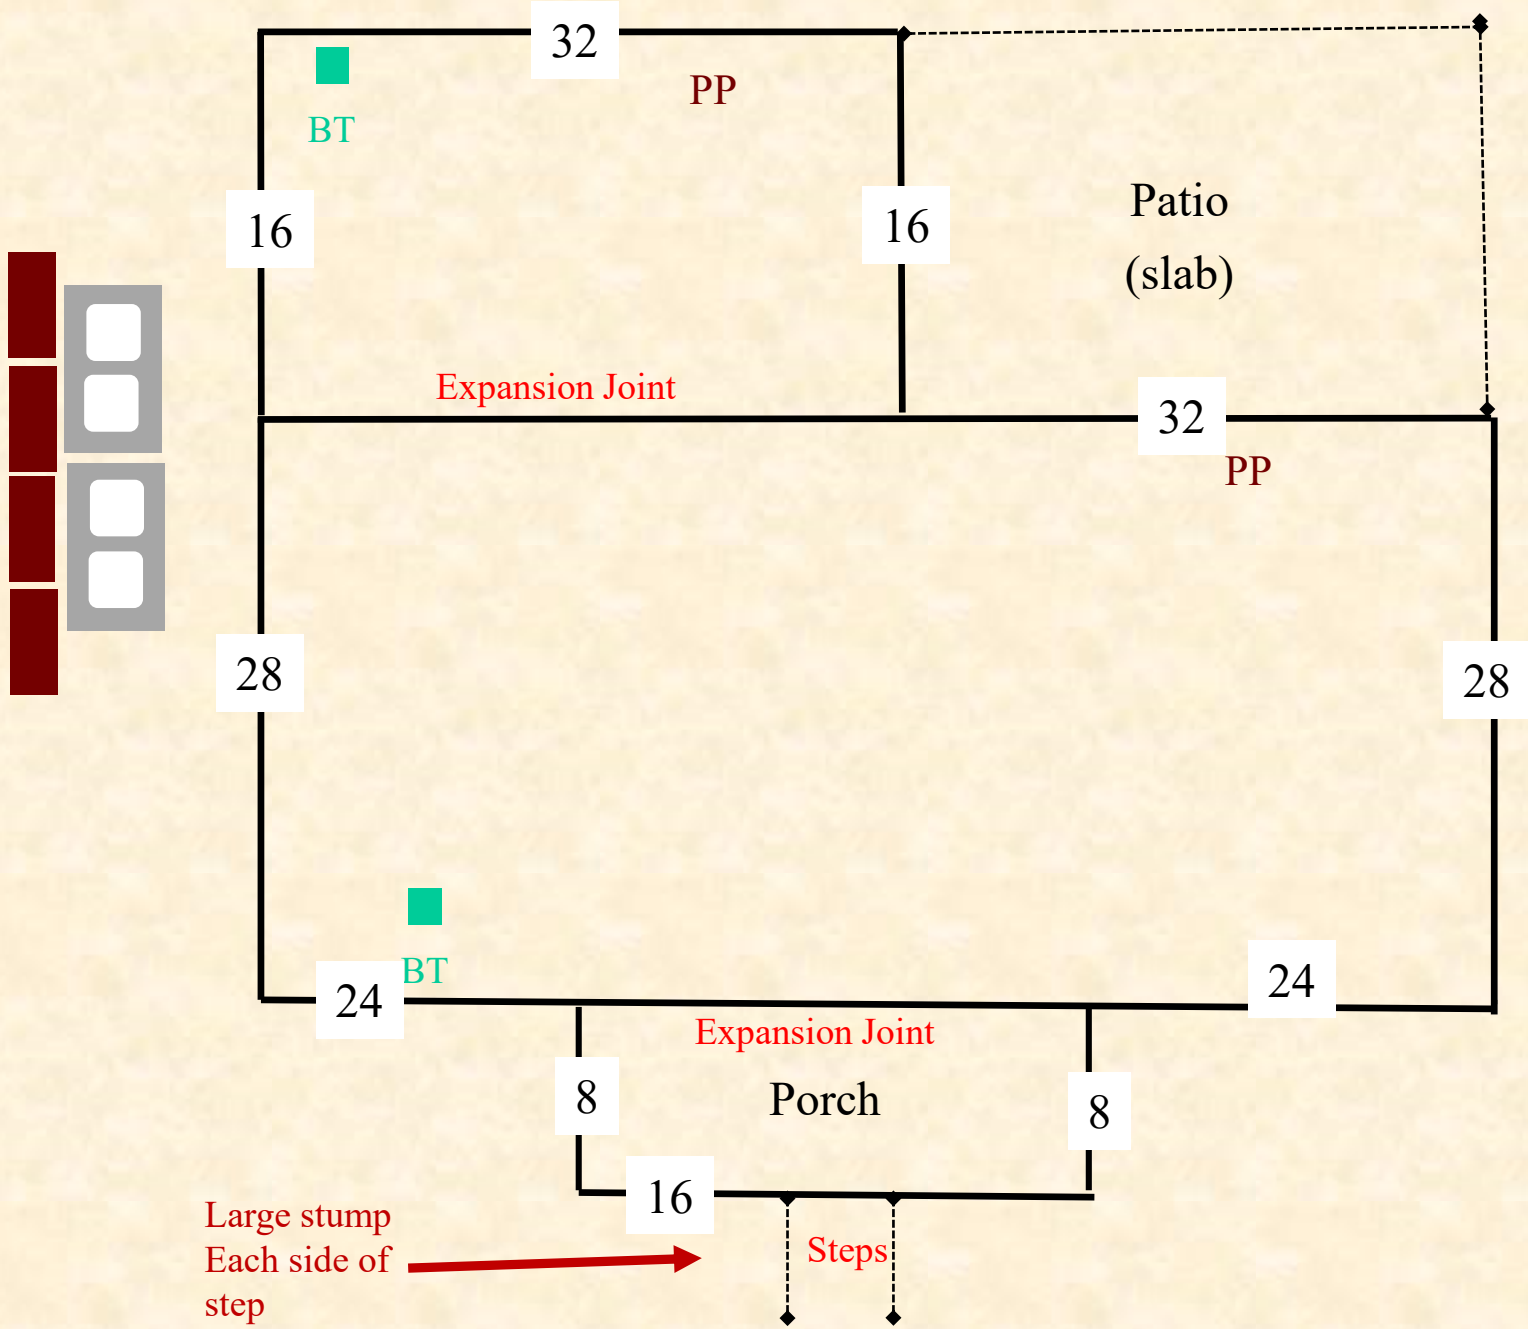 32
PP
BT
16
16
Patio
(slab)
Expansion Joint
32
PP
28
28
BT
24
24
Expansion Joint
8
Porch
8
16
Large stump
Each side of
step
Steps